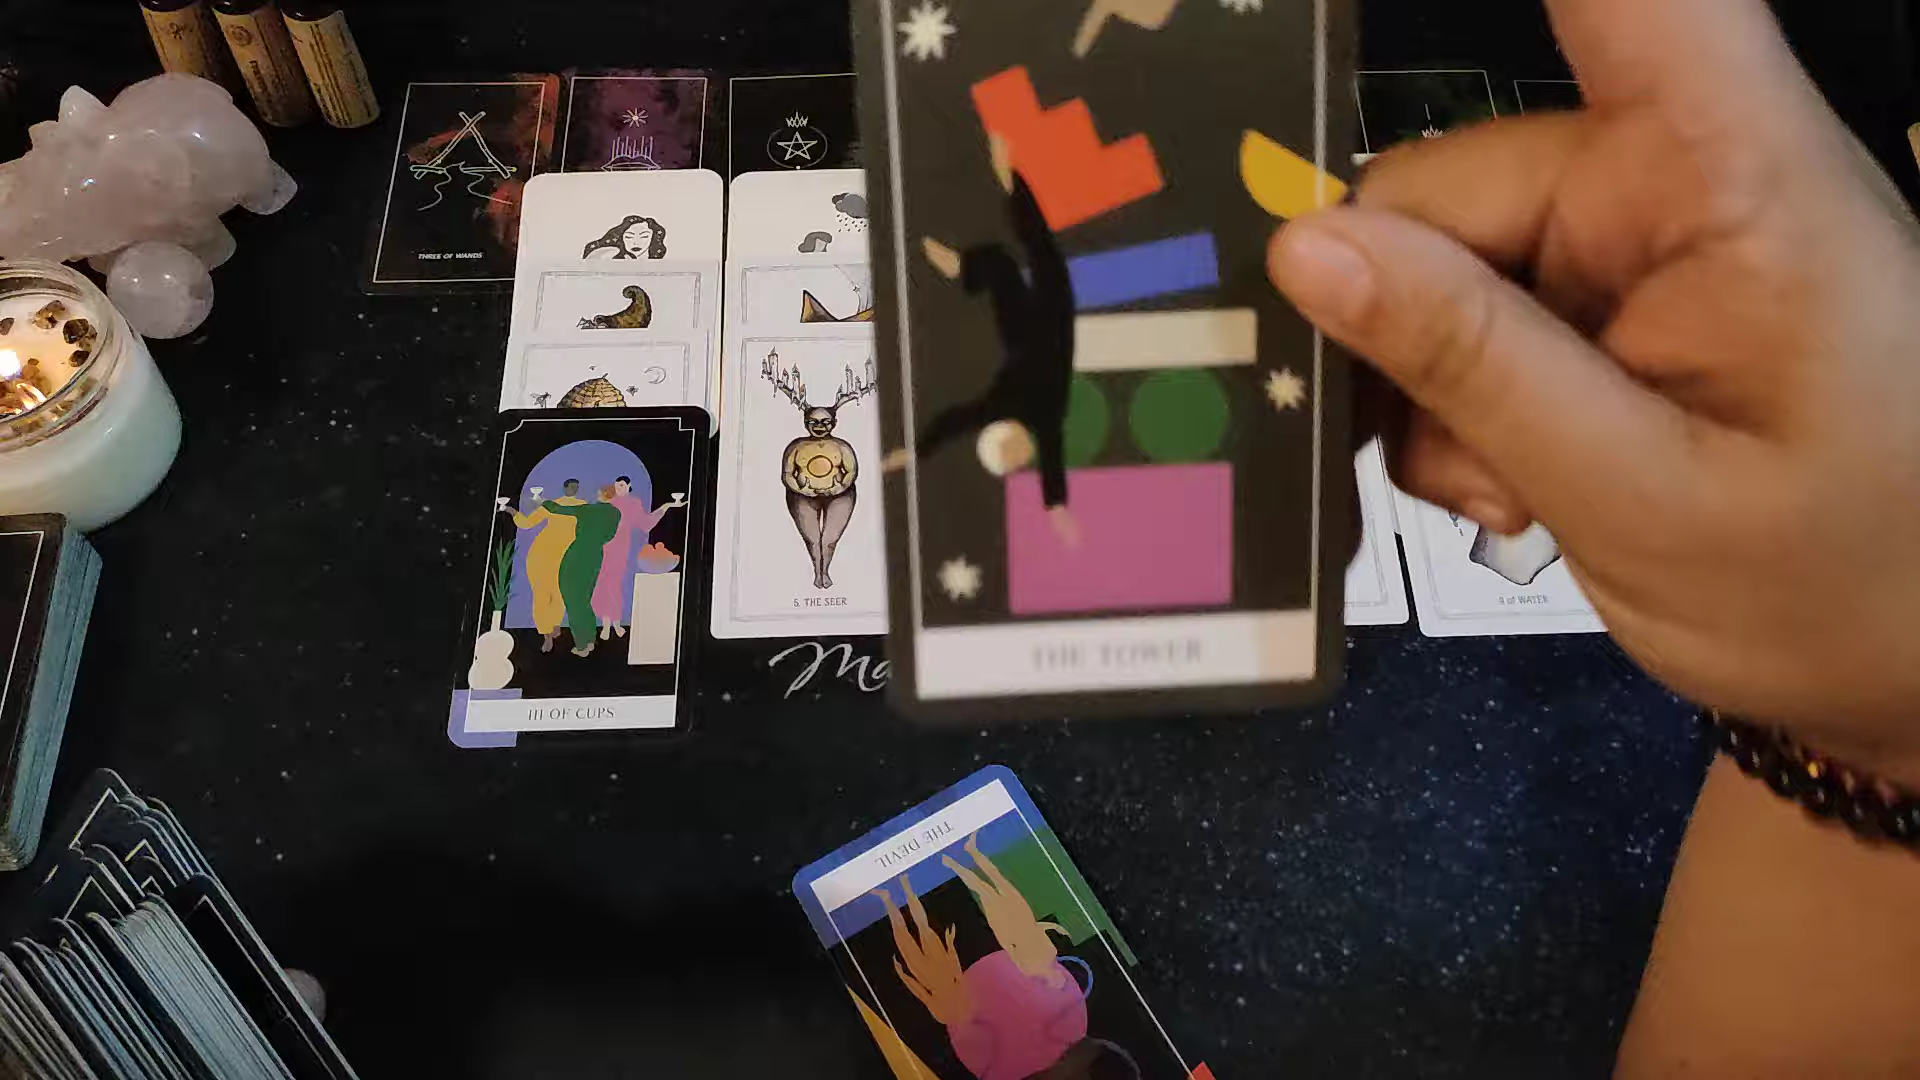 THREE OF WANDS
5. THE SEER
9 of WATER
THE TOWER
III OF CUPS
THE DEVIL